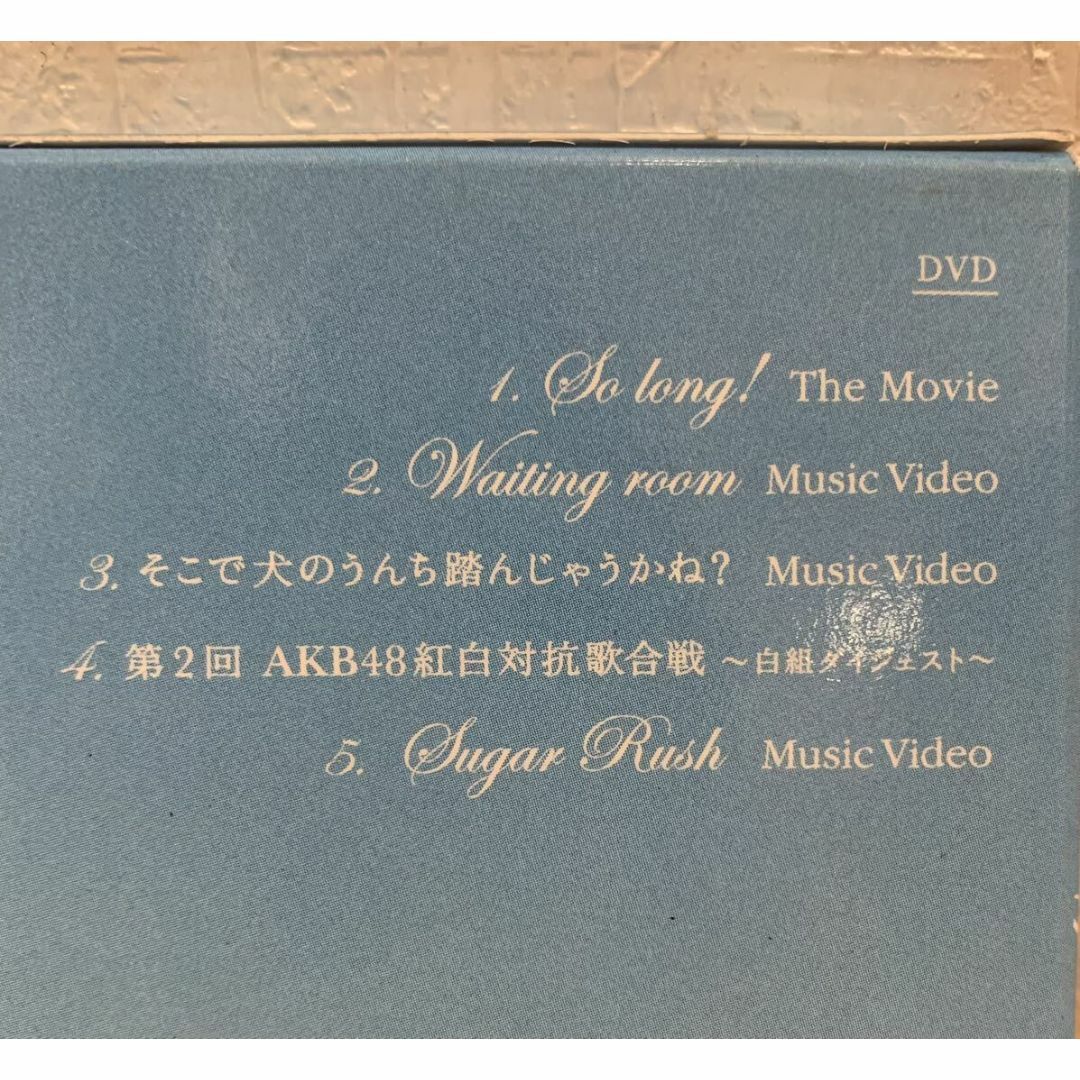 DVD
1. So long! The Movie
2. Waiting room Music Video
3. そこで犬のうんち踏んじゃうかね? Music Video
4. 第2回 AKB48紅白対抗歌合戦 ~白組ダイジェスト~
5. Sugar Rush Music Video